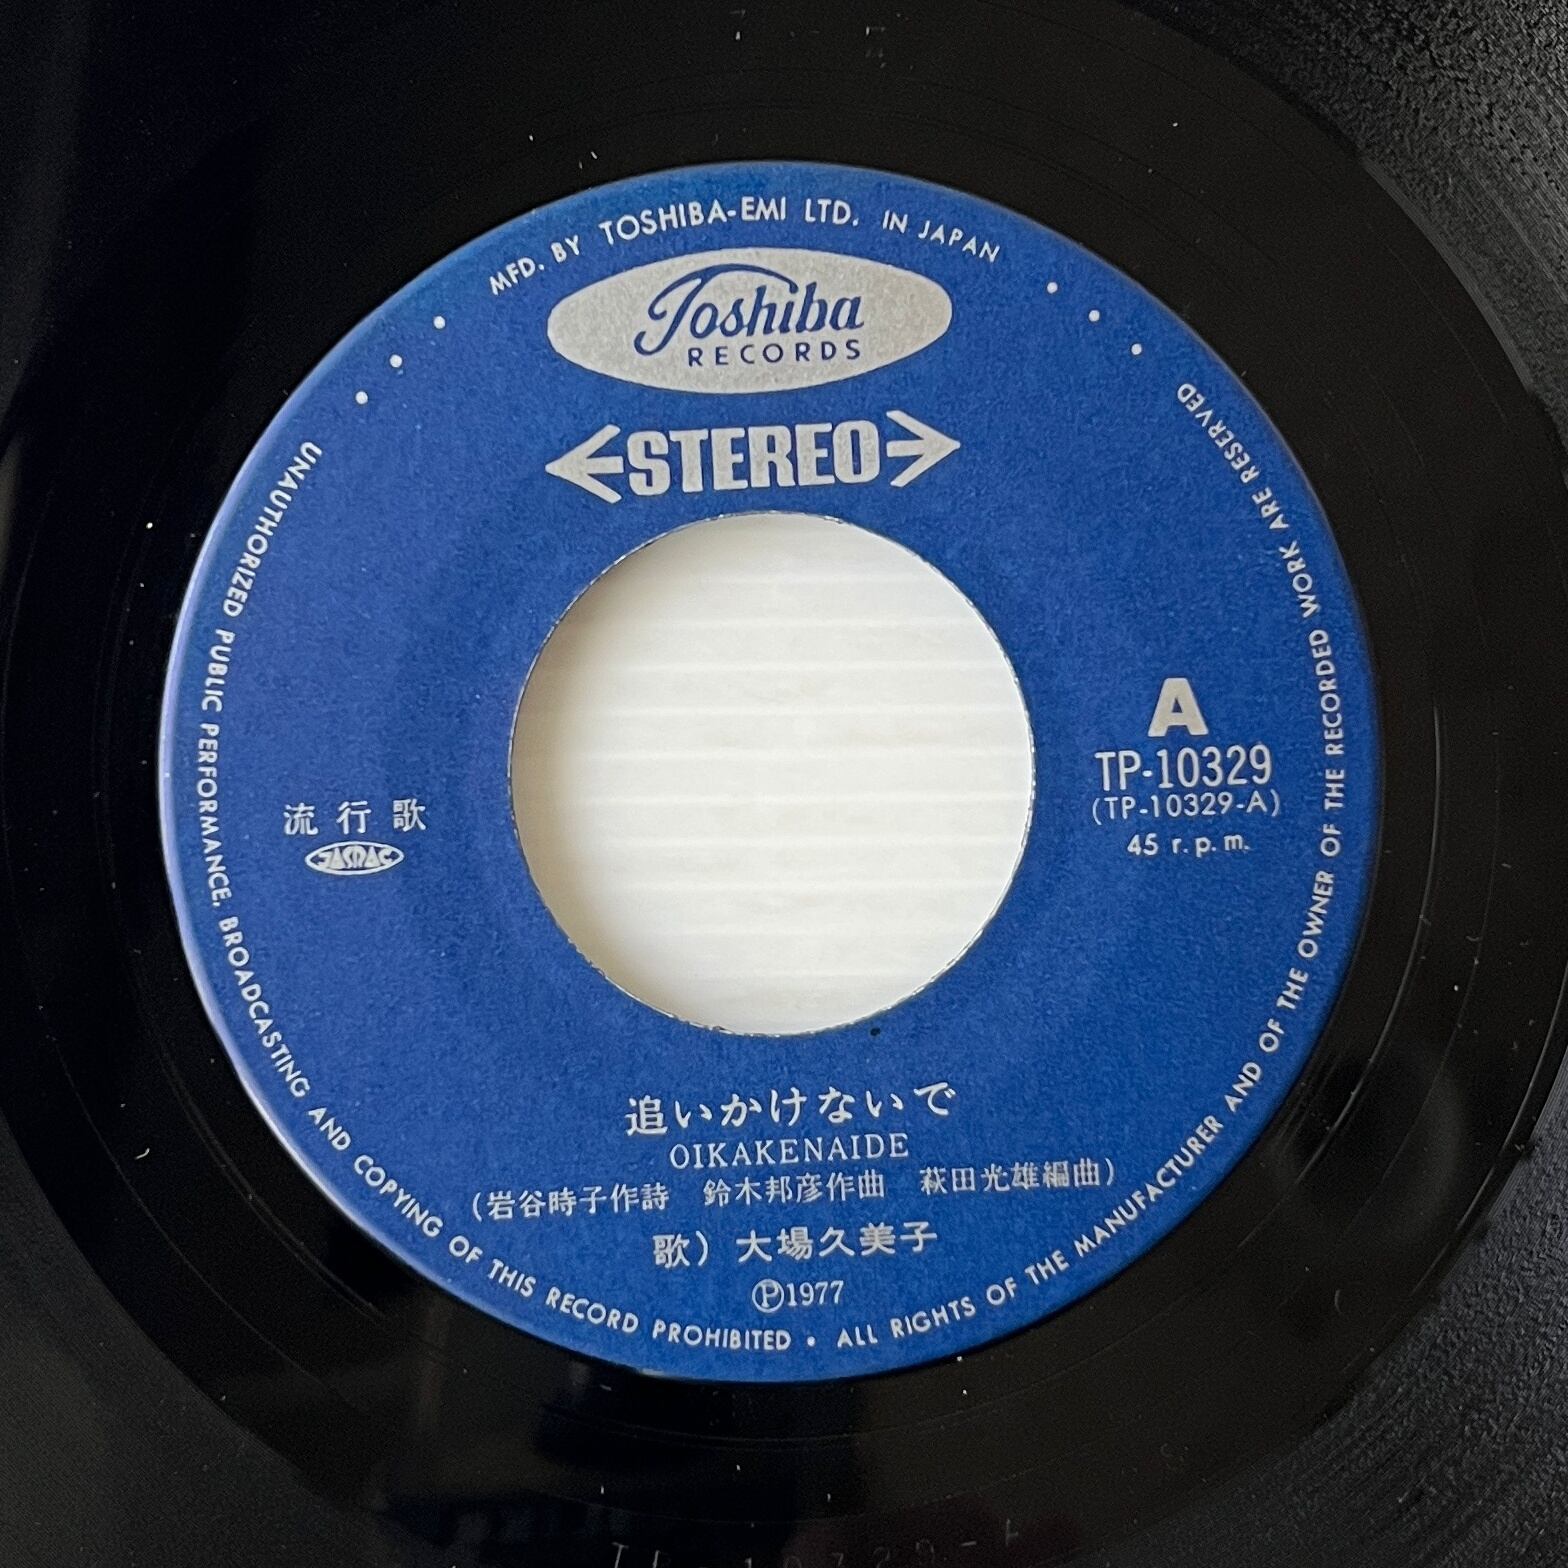 MFD. BY TOSHIBA-EMI LTD. IN JAPAN
Toshiba
RECORDS
STEREO
A
TP-10329
(TP-10329-A)
45 r.p.m.
流行歌
JASRAC
追いかけないで
OIKAKENAIDE
(岩谷時子作詩 鈴木邦彦作曲 萩田光雄編曲)
歌) 大場久美子
Ⓟ1977
UNAUTHORIZED PUBLIC PERFORMANCE, BROADCASTING AND COPYING OF THIS RECORD PROHIBITED • ALL RIGHTS OF THE MANUFACTURER AND OF THE OWNER OF THE RECORDED WORK ARE RESERVED